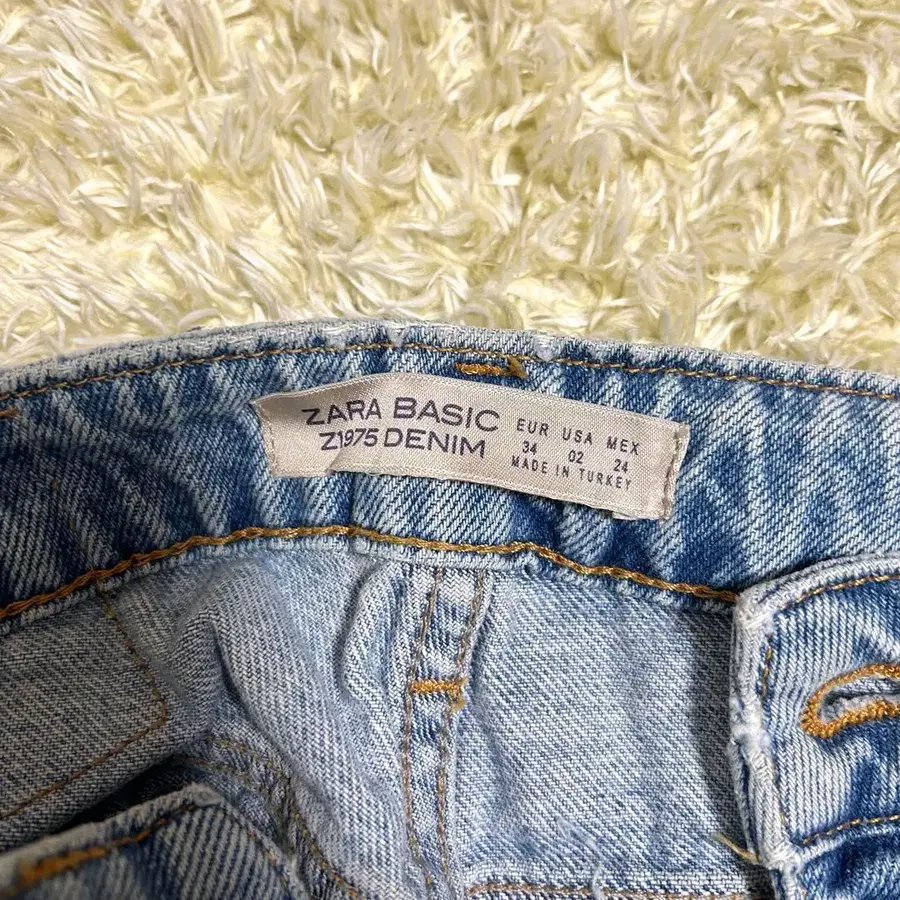 ZARA BASIC
Z1975 DENIM
EUR USA MEX
34 02 24
MADE IN TURKEY